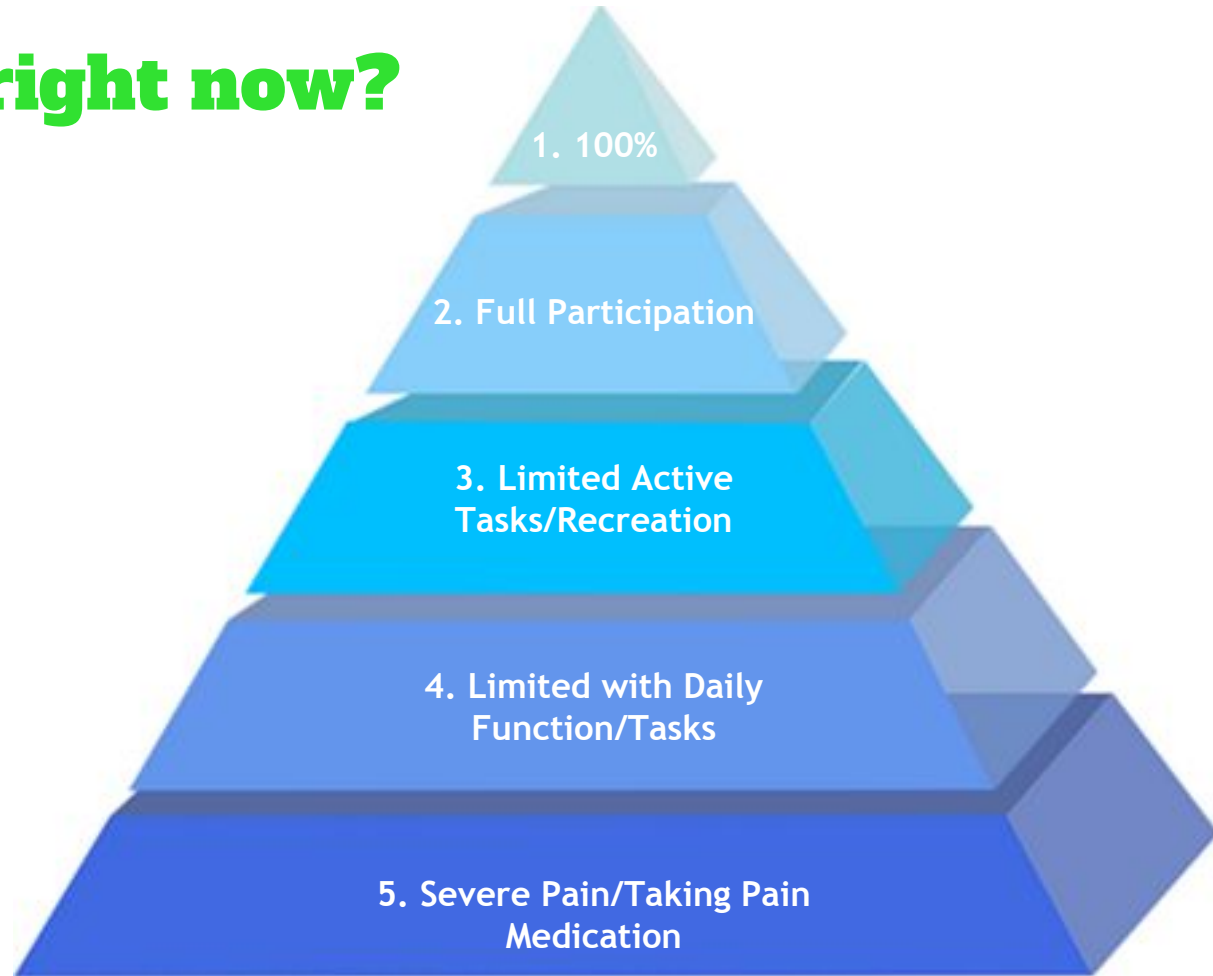 right now?
1. 100%
2. Full Participation
3. Limited Active
Tasks/Recreation
4. Limited with Daily
Function/Tasks
5. Severe Pain/Taking Pain
Medication